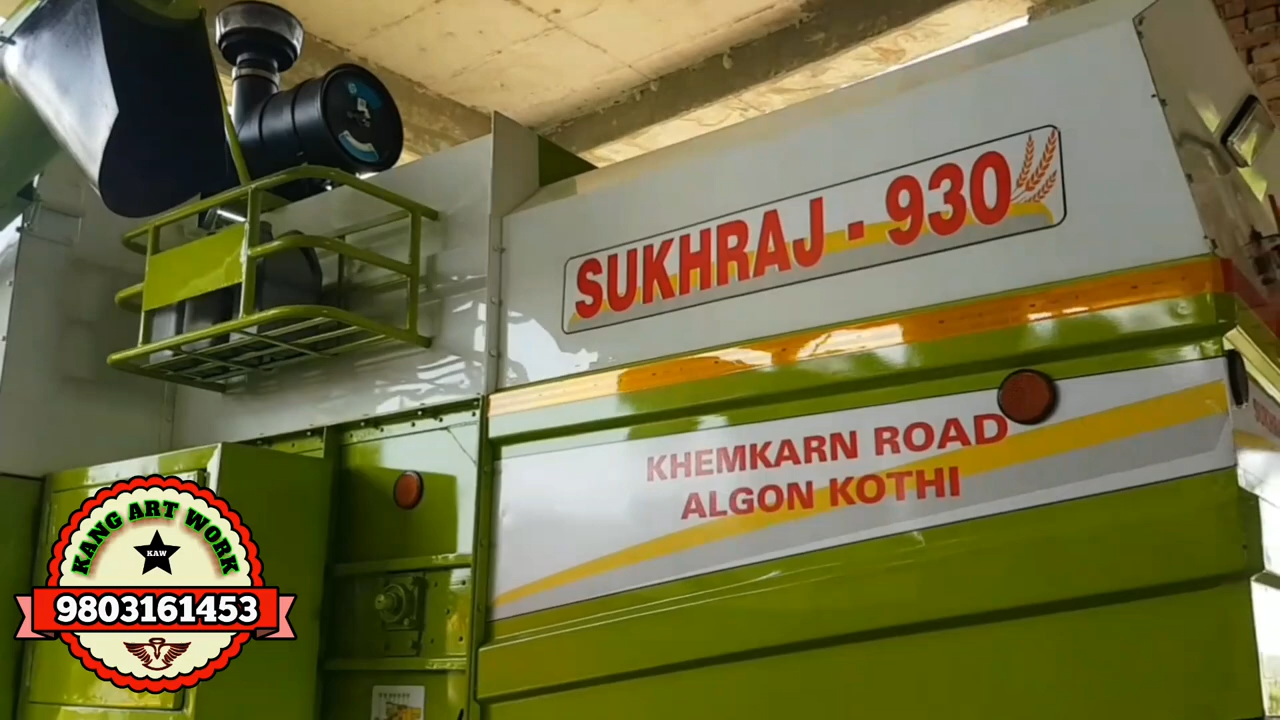 SUKHRAJ - 930
KHEMKARN ROAD
ALGON KOTHI
KANG ART WORK
KAW
9803161453